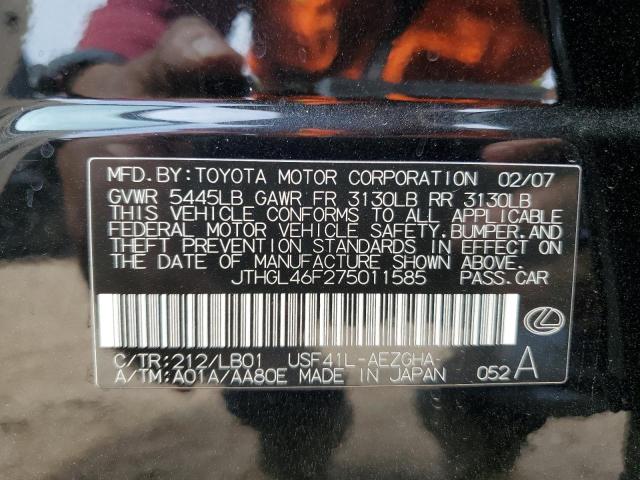 MFD.BY:TOYOTA MOTOR CORPORATION 02/07
GVWR 5445LB GAWR FR 3130LB RR 3130LB
THIS VEHICLE CONFORMS TO ALL APPLICABLE
FEDERAL MOTOR VEHICLE SAFETY,BUMPER,AND
THEFT PREVENTION STANDARDS IN EFFECT ON
THE DATE OF MANUFACTURE SHOWN ABOVE.
JTHGL46F275011585 PASS.CAR
C/TR:212/LB01 USF41L-AEZGHA-
A/TM:A01A/AA80E MADE IN JAPAN 052 A